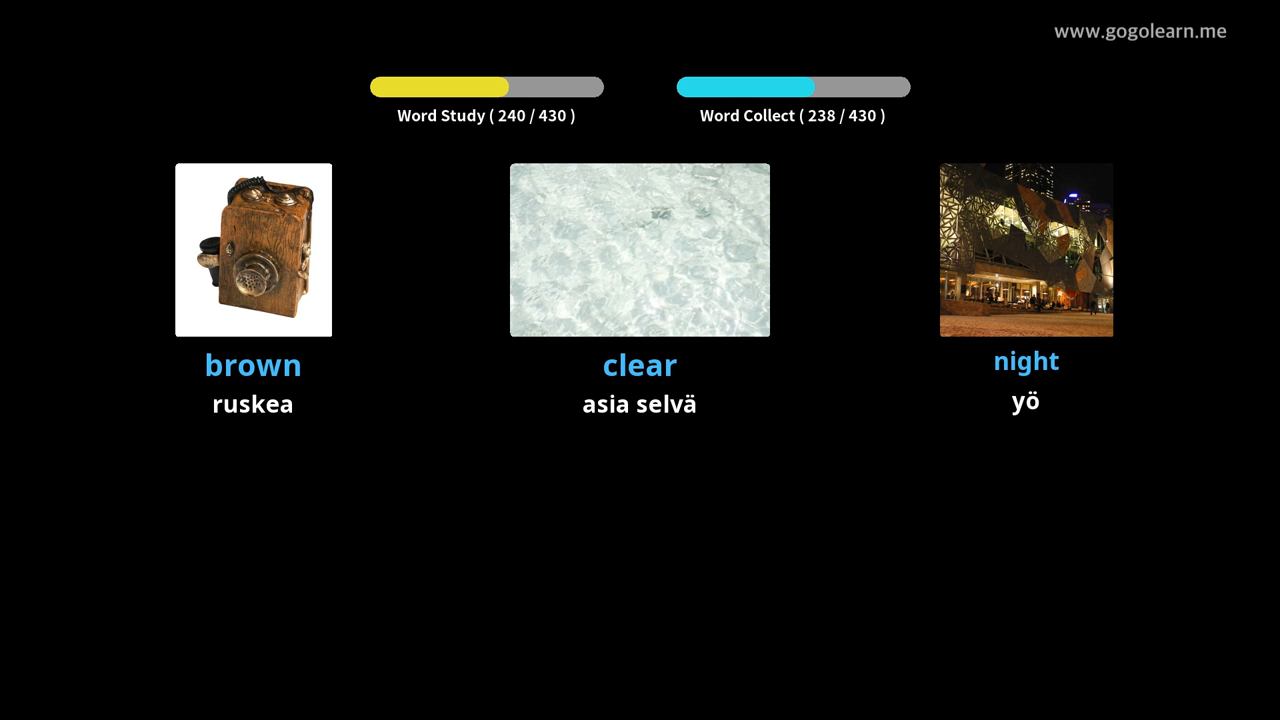 www.gogolearn.me
Word Study ( 240 / 430 )
Word Collect ( 238 / 430 )
brown
ruskea
clear
asia selvä
night
yö